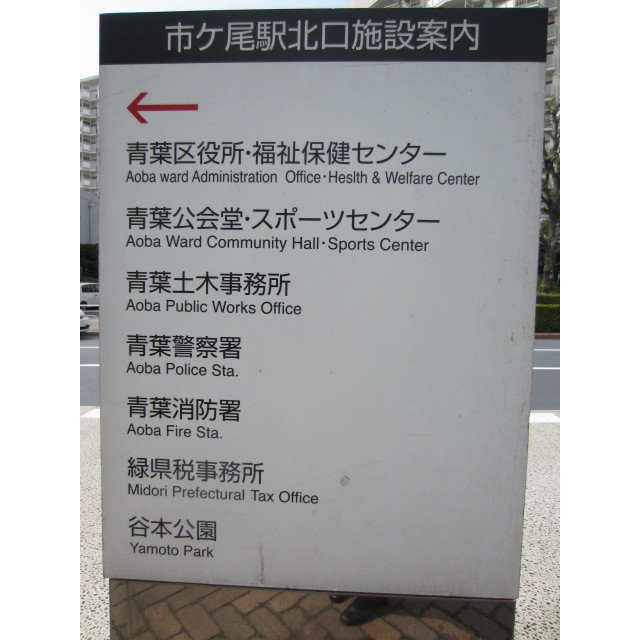 市ケ尾駅北口施設案内
青葉区役所・福祉保健センター
Aoba ward Administration Office・Heslth & Welfare Center
青葉公会堂・スポーツセンター
Aoba Ward Community Hall・Sports Center
青葉土木事務所
Aoba Public Works Office
青葉警察署
Aoba Police Sta.
青葉消防署
Aoba Fire Sta.
緑県税事務所
Midori Prefectural Tax Office
谷本公園
Yamoto Park